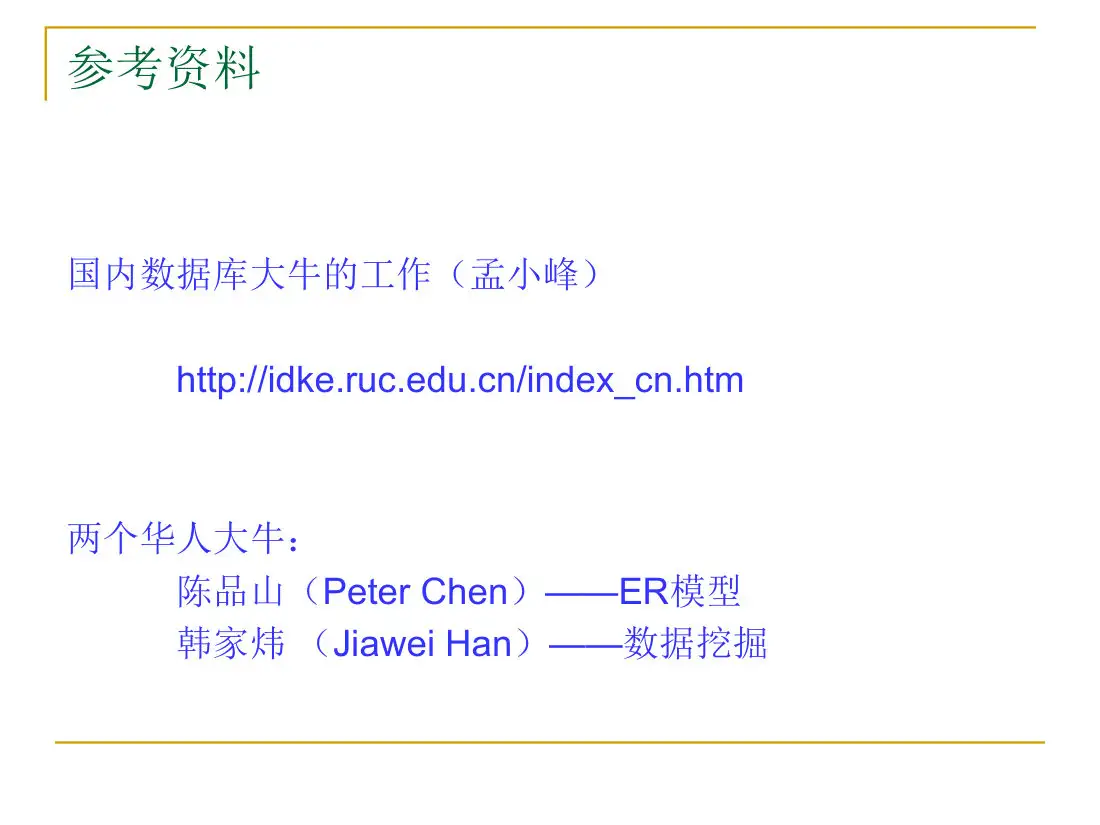 参考资料
国内数据库大牛的工作（孟小峰）
http://idke.ruc.edu.cn/index_cn.htm
两个华人大牛：
陈品山（Peter Chen）——ER模型
韩家炜 （Jiawei Han）——数据挖掘